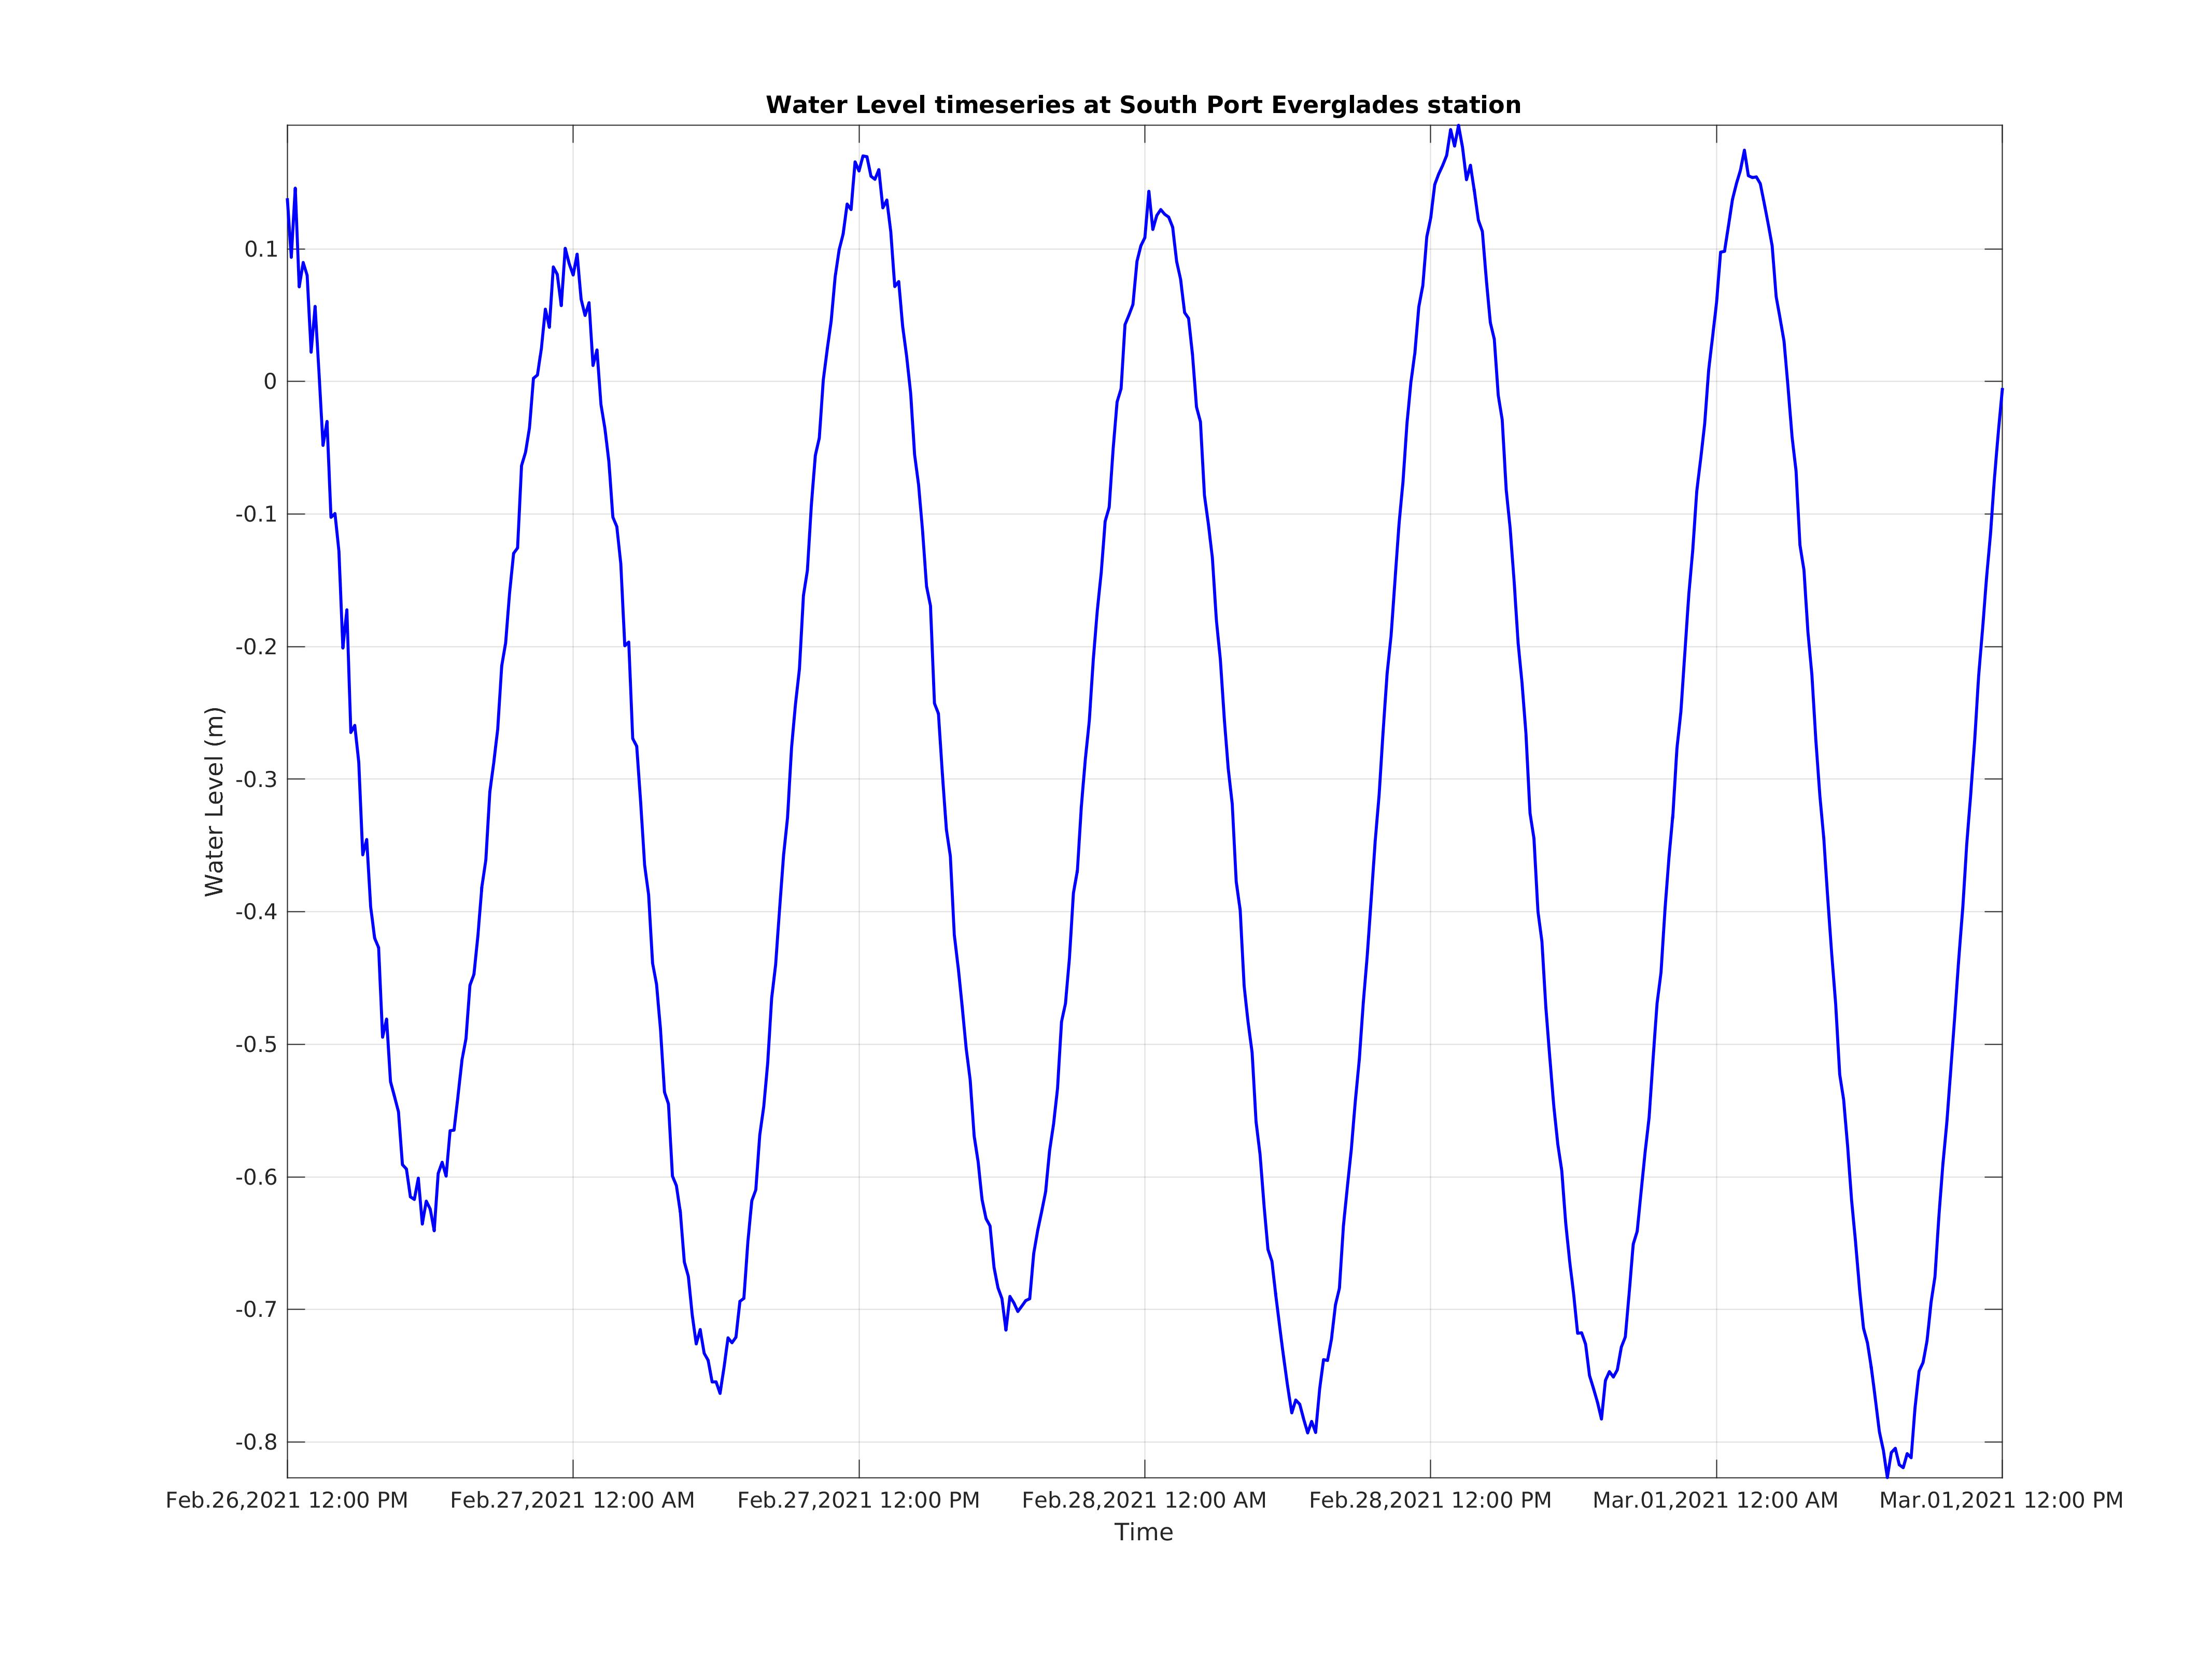 Water Level timeseries at South Port Everglades station
0.1
0
-0.1
-0.2
-0.3
-0.4
-0.5
-0.6
-0.7
-0.8
Water Level (m)
Feb.26,2021 12:00 PM Feb.27,2021 12:00 AM Feb.27,2021 12:00 PM Feb.28,2021 12:00 AM Feb.28,2021 12:00 PM Mar.01,2021 12:00 AM Mar.01,2021 12:00 PM
Time